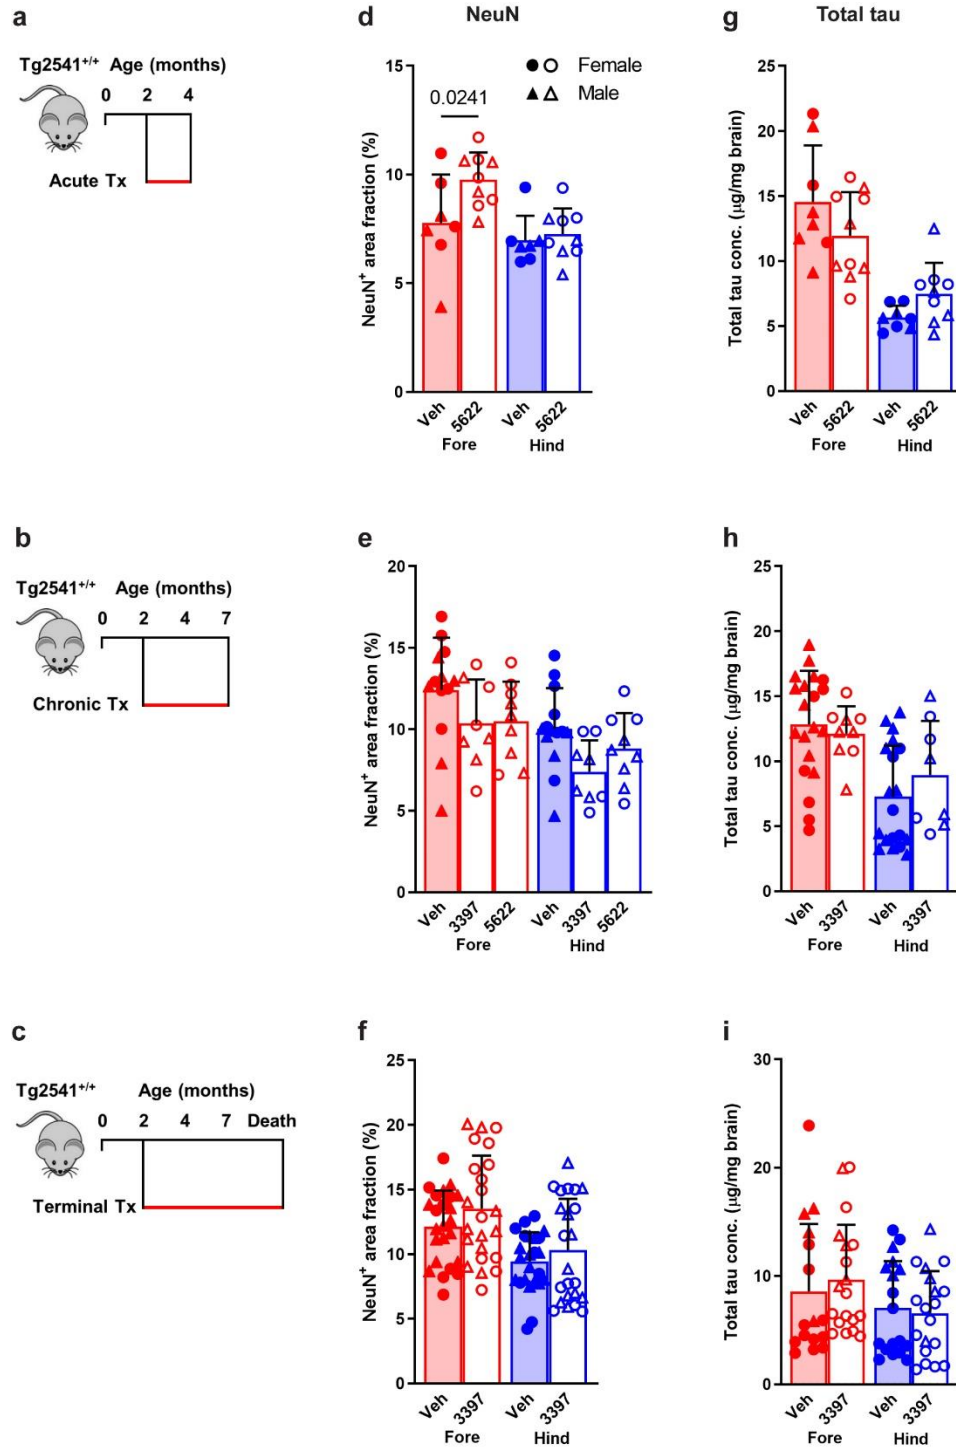 a
Tg2541+/+ Age (months)
0 2 4
Acute Tx
d
NeuN
Female
Male
0.0241
NeuN+ area fraction (%)
15
10
5
0
Veh 5622 Veh 5622
Fore Hind
g
Total tau
Total tau conc. (μg/mg brain)
25
20
15
10
5
0
Veh 5622 Veh 5622
Fore Hind
b
Tg2541+/+ Age (months)
0 2 4 7
Chronic Tx
e
NeuN+ area fraction (%)
20
15
10
5
0
Veh 3397 5622 Veh 3397 5622
Fore Hind
h
Total tau conc. (μg/mg brain)
25
20
15
10
5
0
Veh 3397 Veh 3397
Fore Hind
c
Tg2541+/+ Age (months)
0 2 4 7 Death
Terminal Tx
f
NeuN+ area fraction (%)
25
20
15
10
5
0
Veh 3397 Veh 3397
Fore Hind
i
Total tau conc. (μg/mg brain)
30
20
10
0
Veh 3397 Veh 3397
Fore Hind